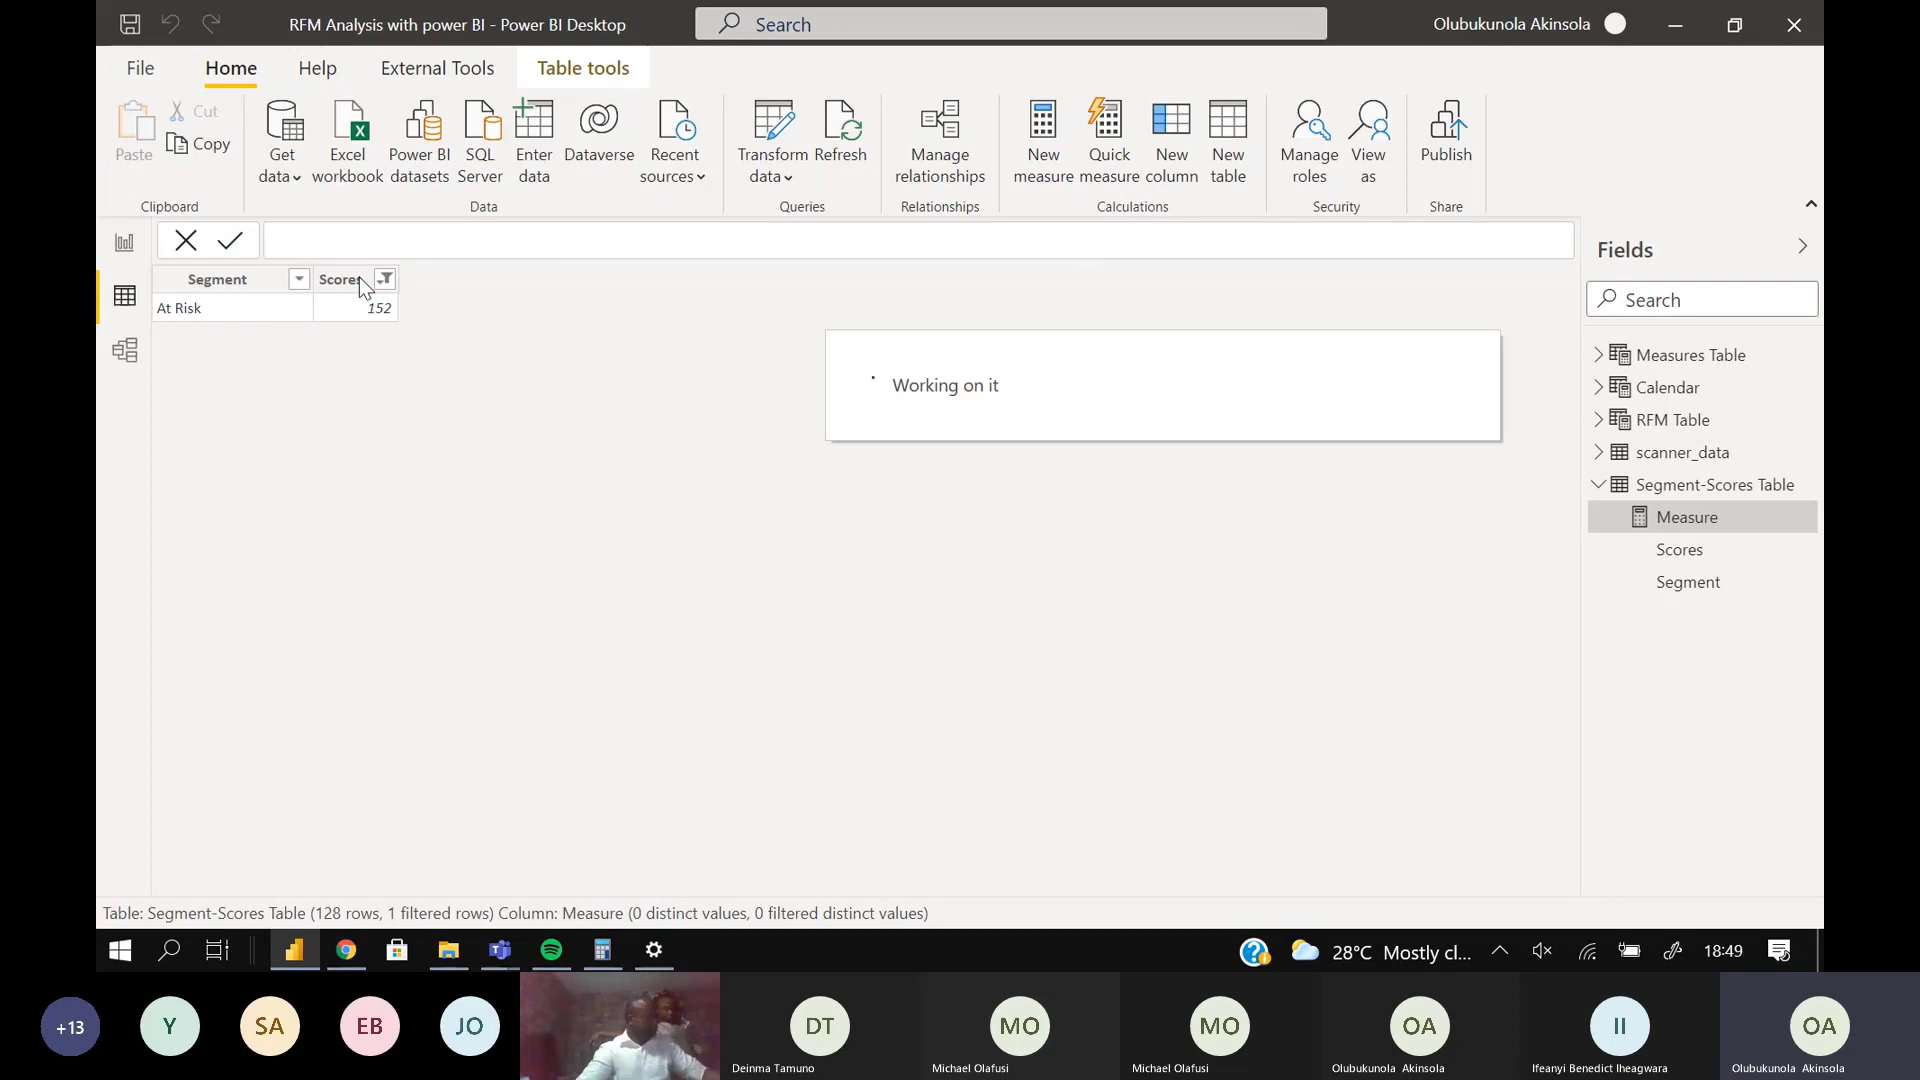 RFM Analysis with power BI - Power BI Desktop
Search
Olubukunola Akinsola
File
Home
Help
External Tools
Table tools
Paste
Cut
Copy
Clipboard
Get data
Excel workbook
Power BI datasets
SQL Server
Enter data
Dataverse
Recent sources
Data
Transform data
Refresh
Queries
Manage relationships
Relationships
New measure
Quick measure
New column
New table
Calculations
Manage roles
View as
Security
Publish
Share
Segment
Scores
At Risk
152
Working on it
Fields
Search
Measures Table
Calendar
RFM Table
scanner_data
Segment-Scores Table
Measure
Scores
Segment
Table: Segment-Scores Table (128 rows, 1 filtered rows) Column: Measure (0 distinct values, 0 filtered distinct values)
28°C Mostly cl...
18:49
+13
Y
SA
EB
JO
DT
Deinma Tamuno
MO
Michael Olafusi
MO
Michael Olafusi
OA
Olubukunola Akinsola
II
Ifeanyi Benedict Iheagwara
OA
Olubukunola Akinsola